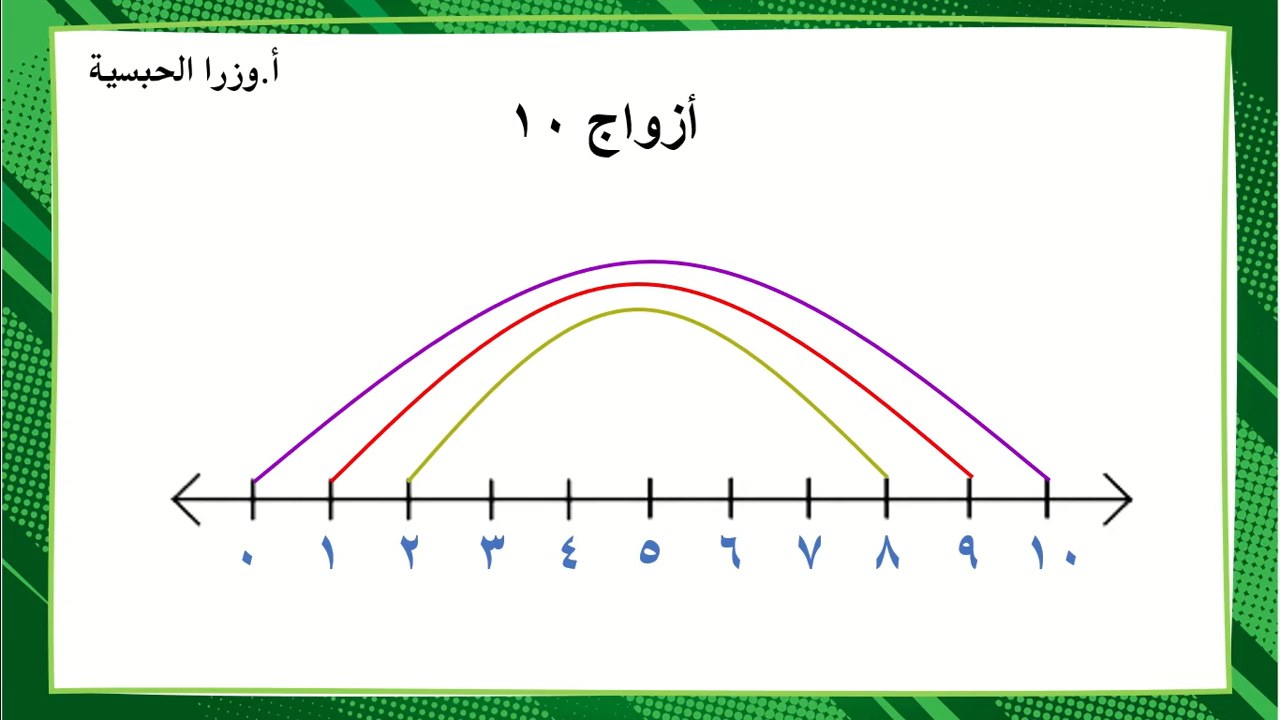 أ.وزرا الحبسية
أزواج ١٠
٠ ١ ٢ ٣ ٤ ٥ ٦ ٧ ٨ ٩ ١٠